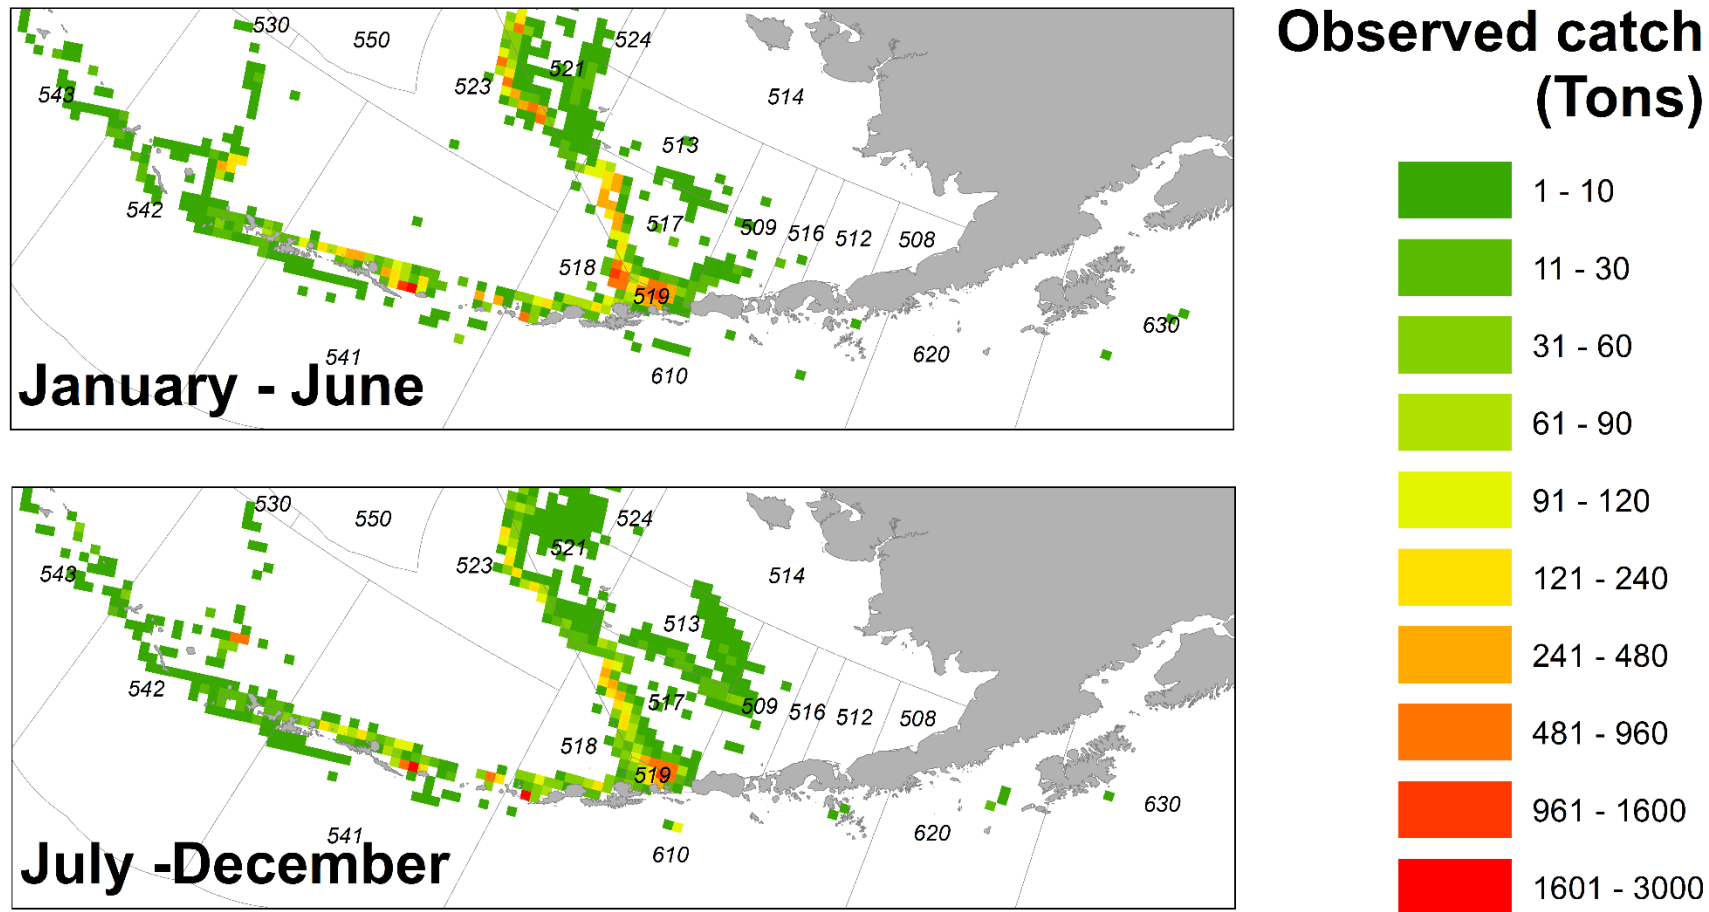 530
550
524
521
523
543
514
513
542
517
509
516
512
508
518
519
630
541
620
610
January - June
530
550
524
521
523
543
514
513
542
517
509
516
512
508
518
519
630
541
620
610
July -December
Observed catch
(Tons)
1 - 10
11 - 30
31 - 60
61 - 90
91 - 120
121 - 240
241 - 480
481 - 960
961 - 1600
1601 - 3000